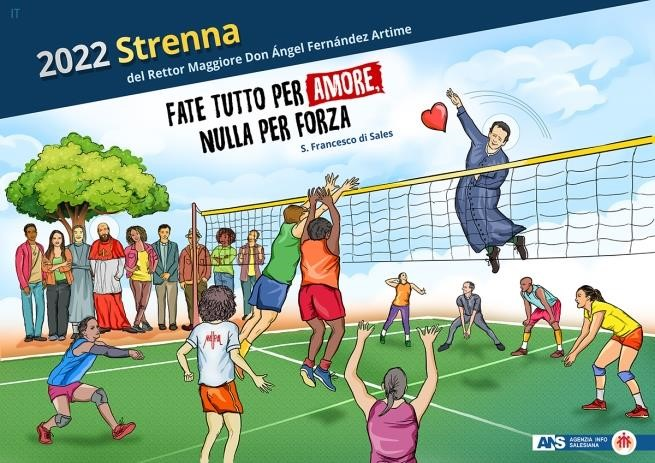 IT
2022 Strenna
del Rettor Maggiore Don Ángel Fernández Artime
FATE TUTTO PER AMORE,
NULLA PER FORZA
S. Francesco di Sales
ANS AGENZIA INFO
SALESIANA